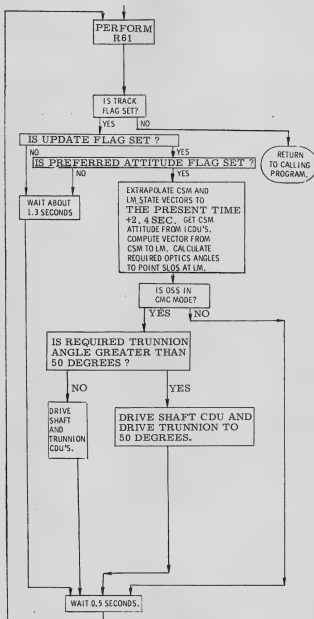 PERFORM
R61
IS TRACK
FLAG SET?
YES
NO
IS UPDATE FLAG SET ?
RETURN
TO CALLING
PROGRAM.
NO
YES
IS PREFERRED ATTITUDE FLAG SET ?
NO
YES
WAIT ABOUT
1.3 SECONDS
EXTRAPOLATE CSM AND
LM STATE VECTORS TO
THE PRESENT TIME
+2.4 SEC. GET CSM
ATTITUDE FROM ICDU'S.
COMPUTE VECTOR FROM
CSM TO LM. CALCULATE
REQUIRED OPTICS ANGLES
TO POINT SLOS AT LM.
IS OSS IN
CMC MODE?
YES
NO
IS REQUIRED TRUNNION
ANGLE GREATER THAN
50 DEGREES ?
NO
YES
DRIVE
SHAFT
AND
TRUNNION
CDU'S.
DRIVE SHAFT CDU AND
DRIVE TRUNNION TO
50 DEGREES.
WAIT 0.5 SECONDS.